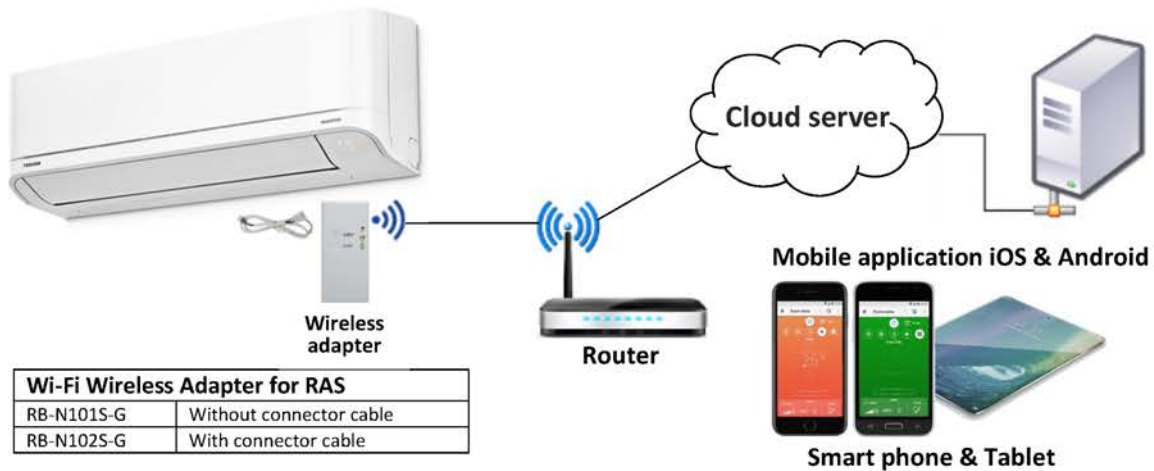 TOSHIBA
Cloud server
Mobile application iOS & Android
Wireless
adapter
Router
Wi-Fi Wireless Adapter for RAS
RB-N101S-G Without connector cable
RB-N102S-G With connector cable
Smart phone & Tablet